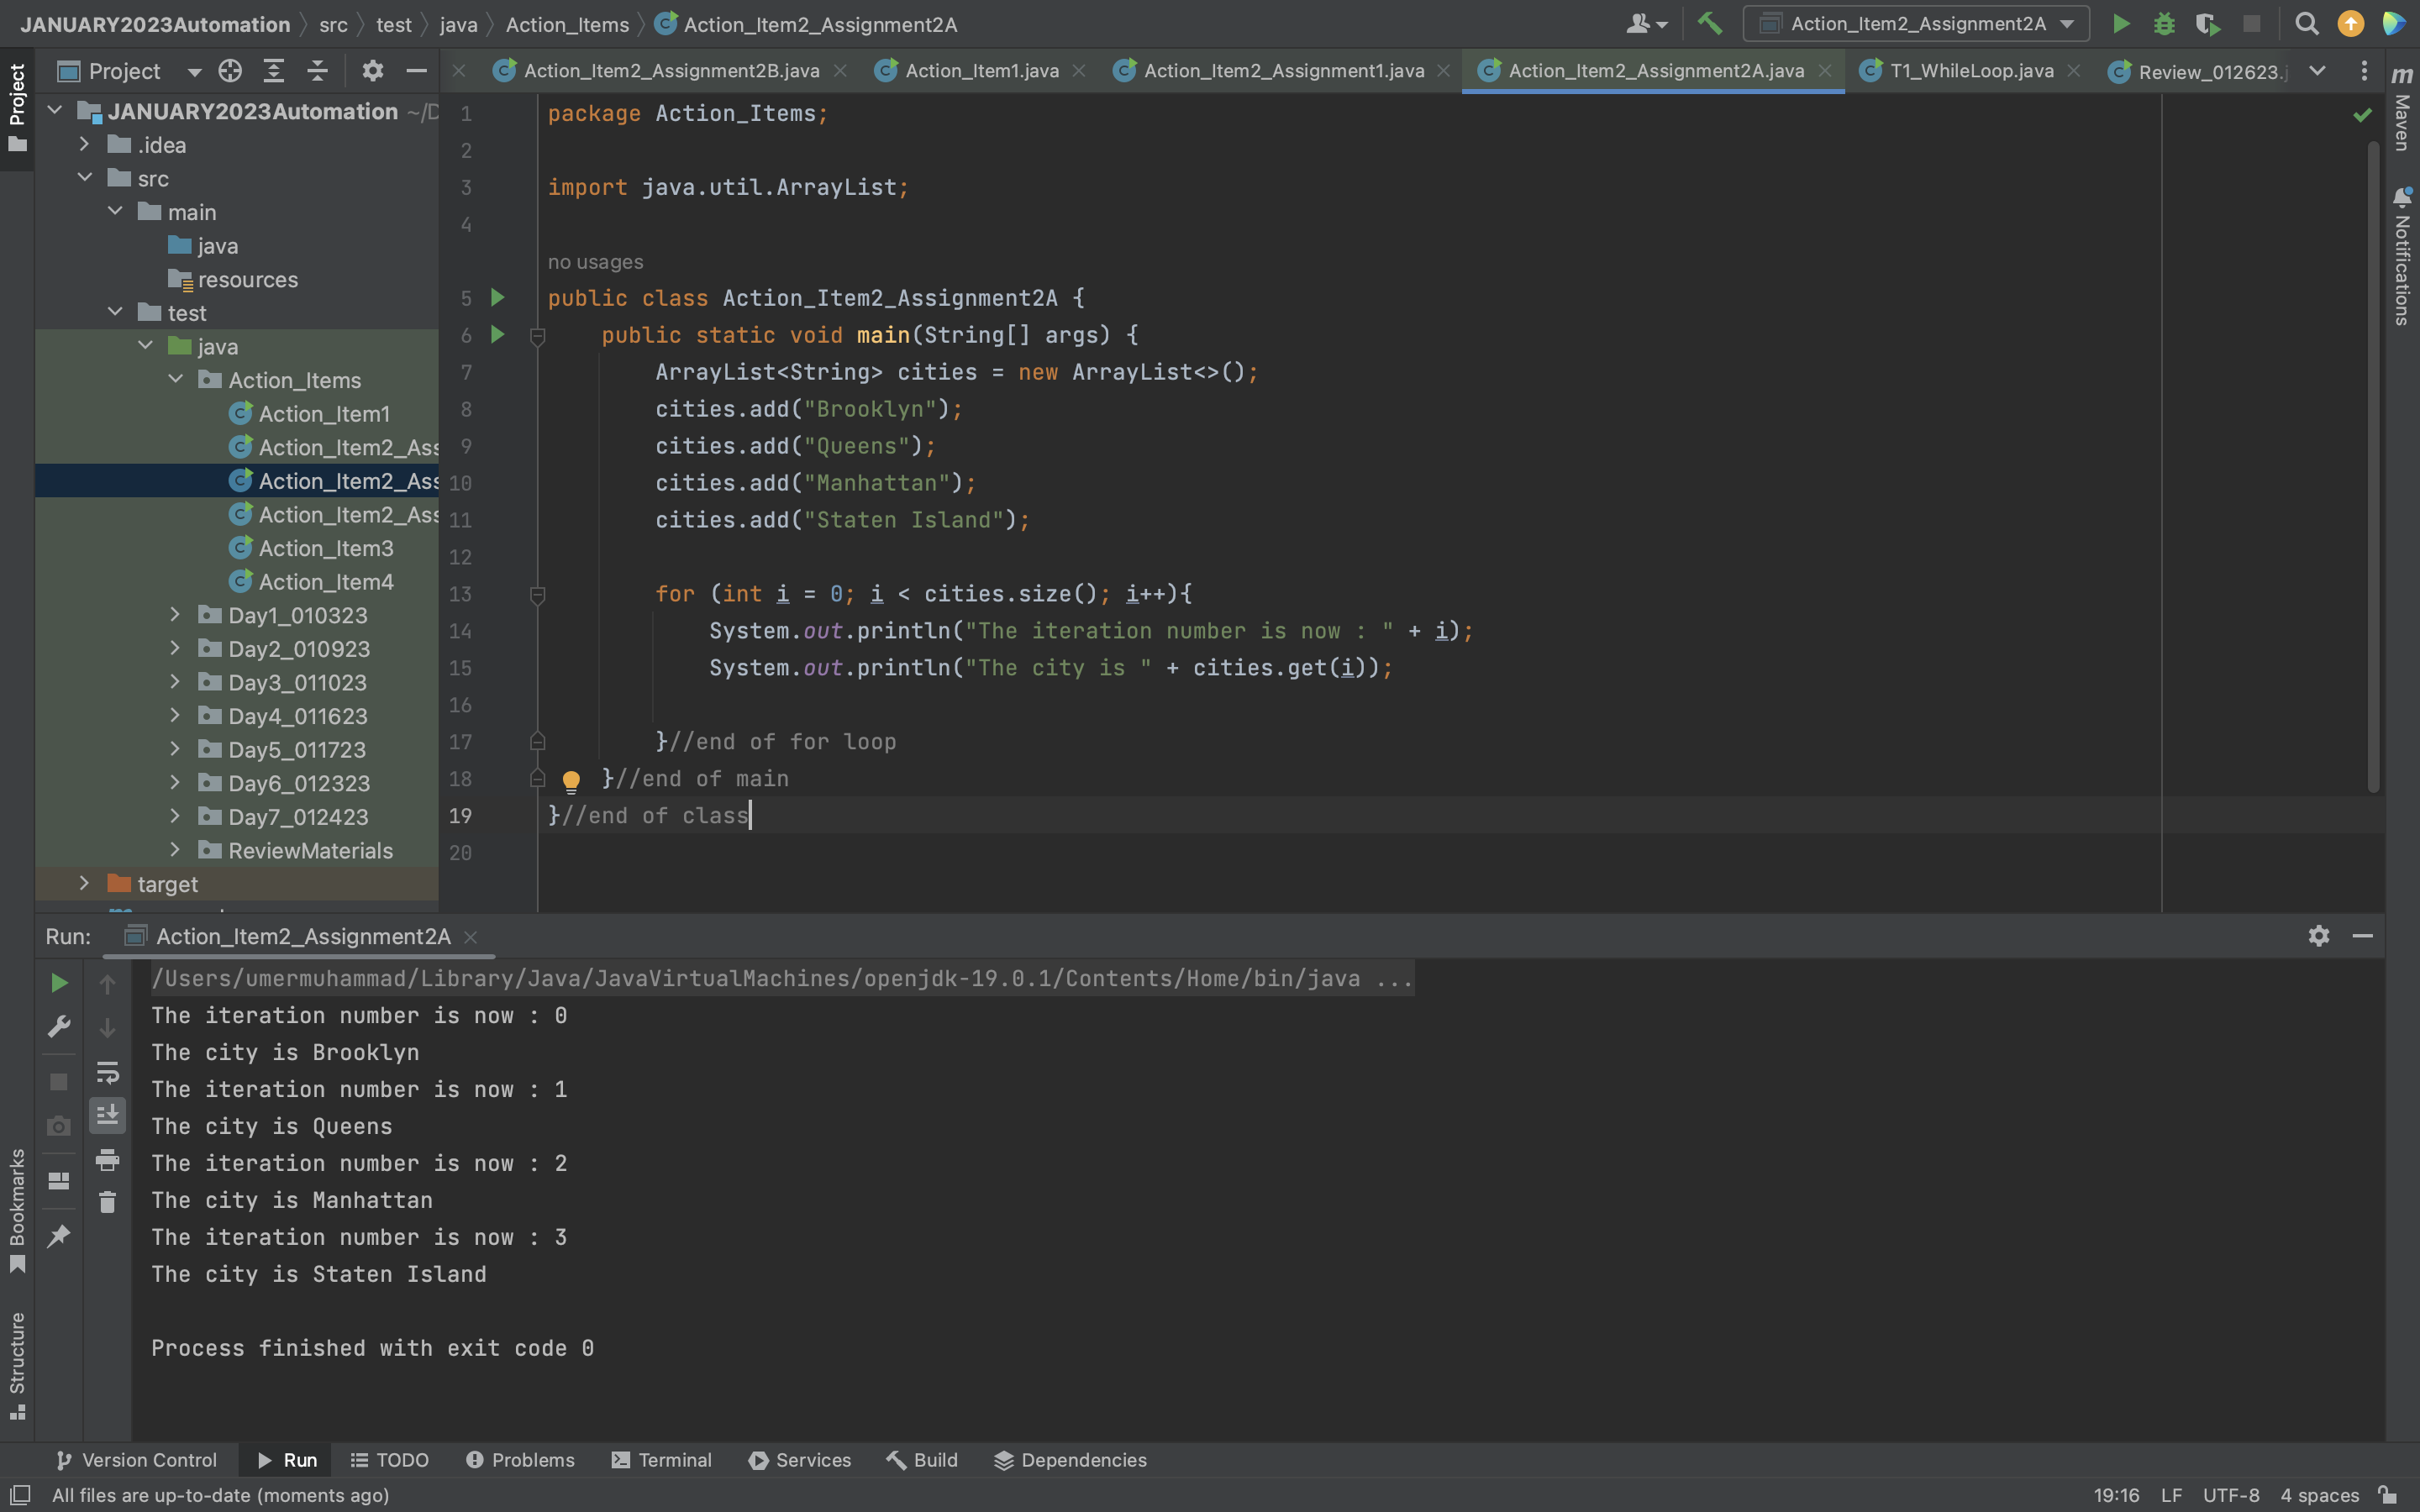 JANUARY2023Automation src test java Action_Items Action_Item2_Assignment2A
Action_Item2_Assignment2A
Project
Action_Item2_Assignment2B.java Action_Item1.java Action_Item2_Assignment1.java Action_Item2_Assignment2A.java T1_WhileLoop.java Review_012623.j
Project
JANUARY2023Automation ~/D
.idea
src
main
java
resources
test
java
Action_Items
Action_Item1
Action_Item2_Ass
Action_Item2_Ass
Action_Item2_Ass
Action_Item3
Action_Item4
Day1_010323
Day2_010923
Day3_011023
Day4_011623
Day5_011723
Day6_012323
Day7_012423
ReviewMaterials
target
1 package Action_Items;
2
3 import java.util.ArrayList;
4
no usages
5 public class Action_Item2_Assignment2A {
6 public static void main(String[] args) {
7 ArrayList<String> cities = new ArrayList<>();
8 cities.add("Brooklyn");
9 cities.add("Queens");
10 cities.add("Manhattan");
11 cities.add("Staten Island");
12
13 for (int i = 0; i < cities.size(); i++){
14 System.out.println("The iteration number is now : " + i);
15 System.out.println("The city is " + cities.get(i));
16
17 }//end of for loop
18 }//end of main
19 }//end of class
20
m
Maven
Notifications
Run: Action_Item2_Assignment2A
/Users/umermuhammad/Library/Java/JavaVirtualMachines/openjdk-19.0.1/Contents/Home/bin/java ...
The iteration number is now : 0
The city is Brooklyn
The iteration number is now : 1
The city is Queens
The iteration number is now : 2
The city is Manhattan
The iteration number is now : 3
The city is Staten Island
Process finished with exit code 0
Bookmarks
Structure
Version Control Run TODO Problems Terminal Services Build Dependencies
All files are up-to-date (moments ago) 19:16 LF UTF-8 4 spaces